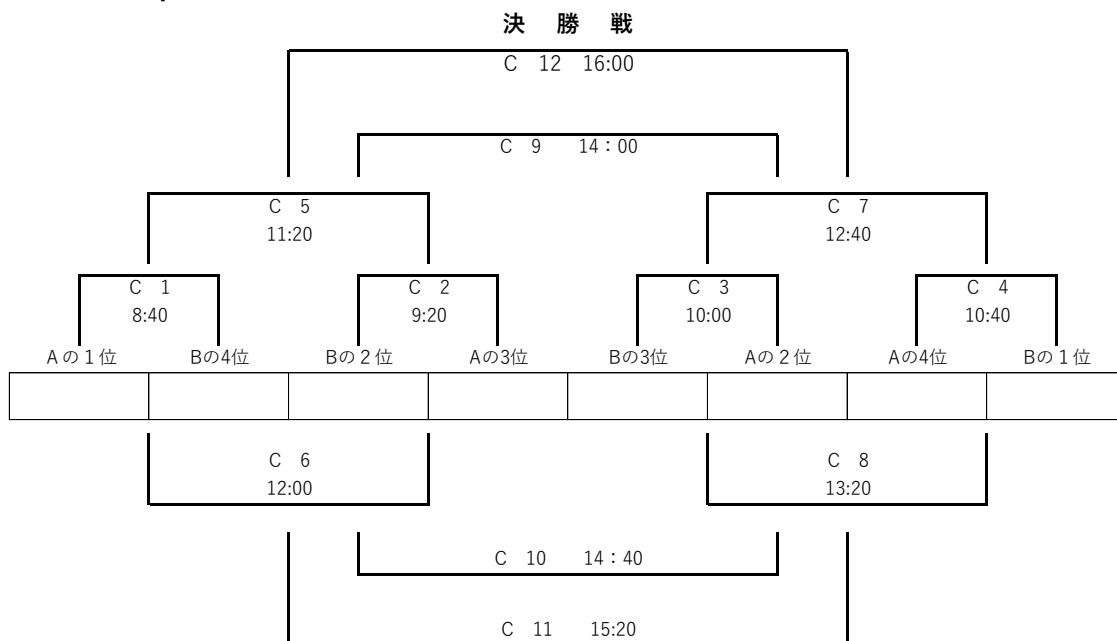 決 勝 戦
C 12 16:00
C 9 14：00
C 5 C 7
11:20 12:40
C 1 C 2 C 3 C 4
8:40 9:20 10:00 10:40
Aの１位 Bの4位 Bの２位 Aの3位 Bの3位 Aの２位 Aの4位 Bの１位
C 6 C 8
12:00 13:20
C 10 14：40
C 11 15:20